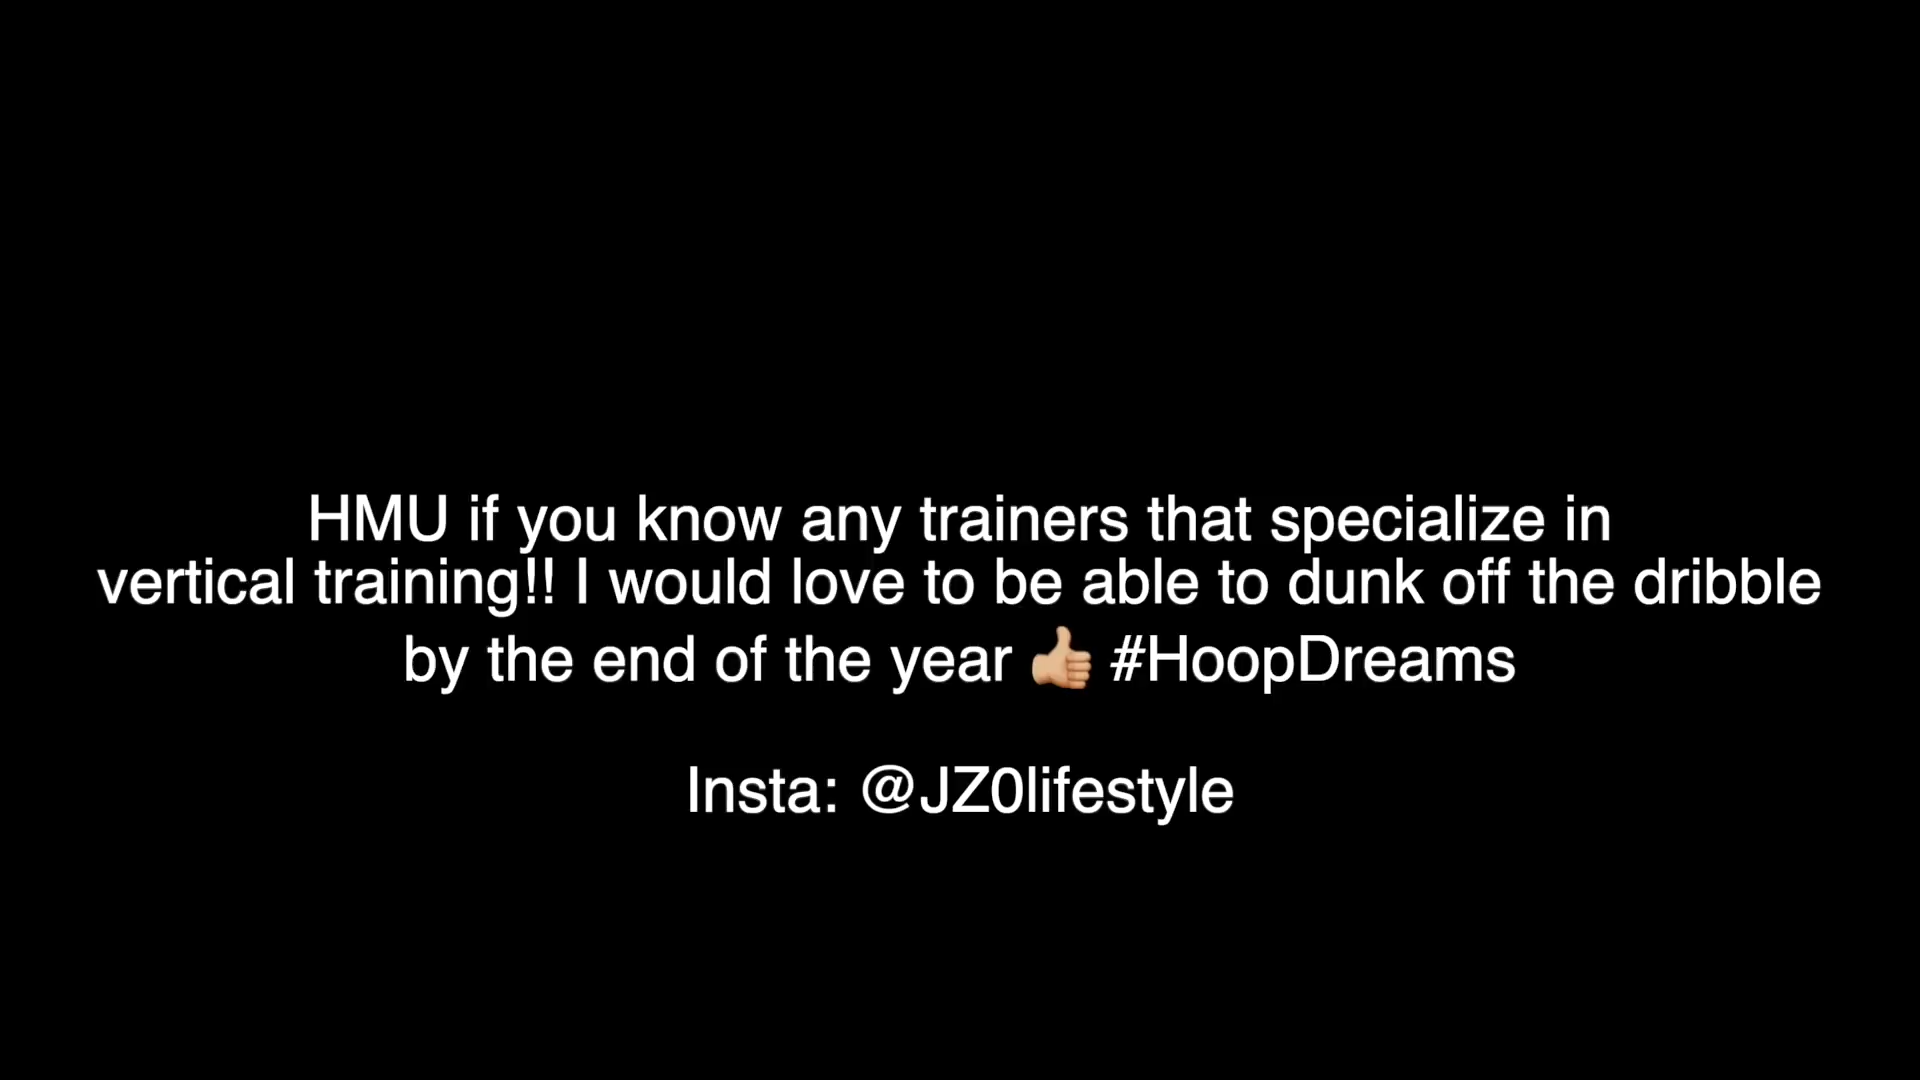 HMU if you know any trainers that specialize in
vertical training!! I would love to be able to dunk off the dribble
by the end of the year 👍🏼 #HoopDreams
Insta: @JZ0lifestyle